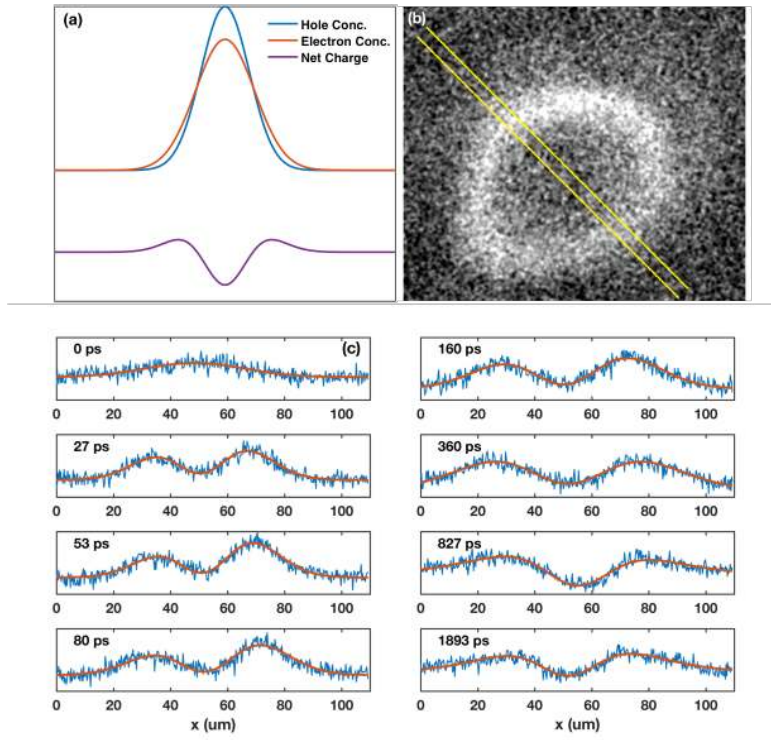 (a)
Hole Conc.
Electron Conc.
Net Charge
(b)
0 ps
(c)
0 20 40 60 80 100
27 ps
0 20 40 60 80 100
53 ps
0 20 40 60 80 100
80 ps
0 20 40 60 80 100
x (um)
160 ps
0 20 40 60 80 100
360 ps
0 20 40 60 80 100
827 ps
0 20 40 60 80 100
1893 ps
0 20 40 60 80 100
x (um)